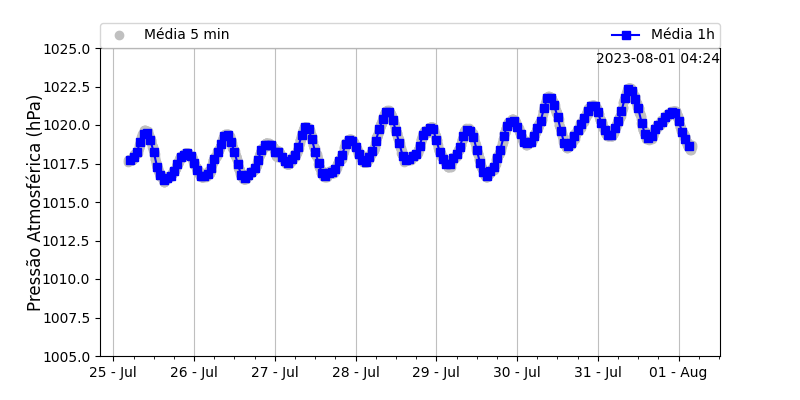 Média 5 min
Média 1h
2023-08-01 04:24
Pressão Atmosférica (hPa)
1025.0
1022.5
1020.0
1017.5
1015.0
1012.5
1010.0
1007.5
1005.0
25 - Jul
26 - Jul
27 - Jul
28 - Jul
29 - Jul
30 - Jul
31 - Jul
01 - Aug